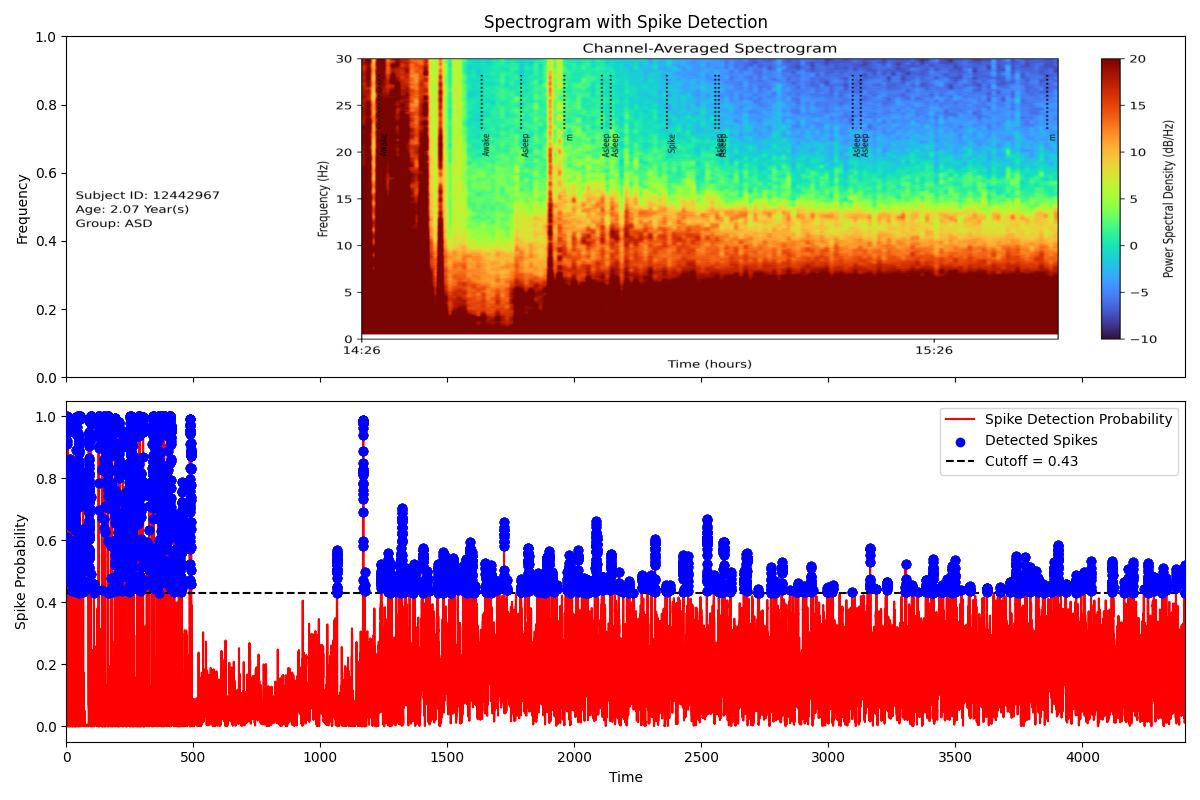 Spectrogram with Spike Detection
Channel-Averaged Spectrogram
Frequency
1.0
0.8
0.6
0.4
0.2
0.0
Subject ID: 12442967
Age: 2.07 Year(s)
Group: ASD
Frequency (Hz)
30
25
20
15
10
5
0
Awake
Awake
Asleep
m
Asleep
Asleep
Spike
Asleep
Asleep
Asleep
Asleep
m
14:26
15:26
Time (hours)
20
15
10
5
0
−5
−10
Power Spectral Density (dB/Hz)
Spike Probability
1.0
0.8
0.6
0.4
0.2
0.0
Spike Detection Probability
Detected Spikes
Cutoff = 0.43
0
500
1000
1500
2000
2500
3000
3500
4000
Time